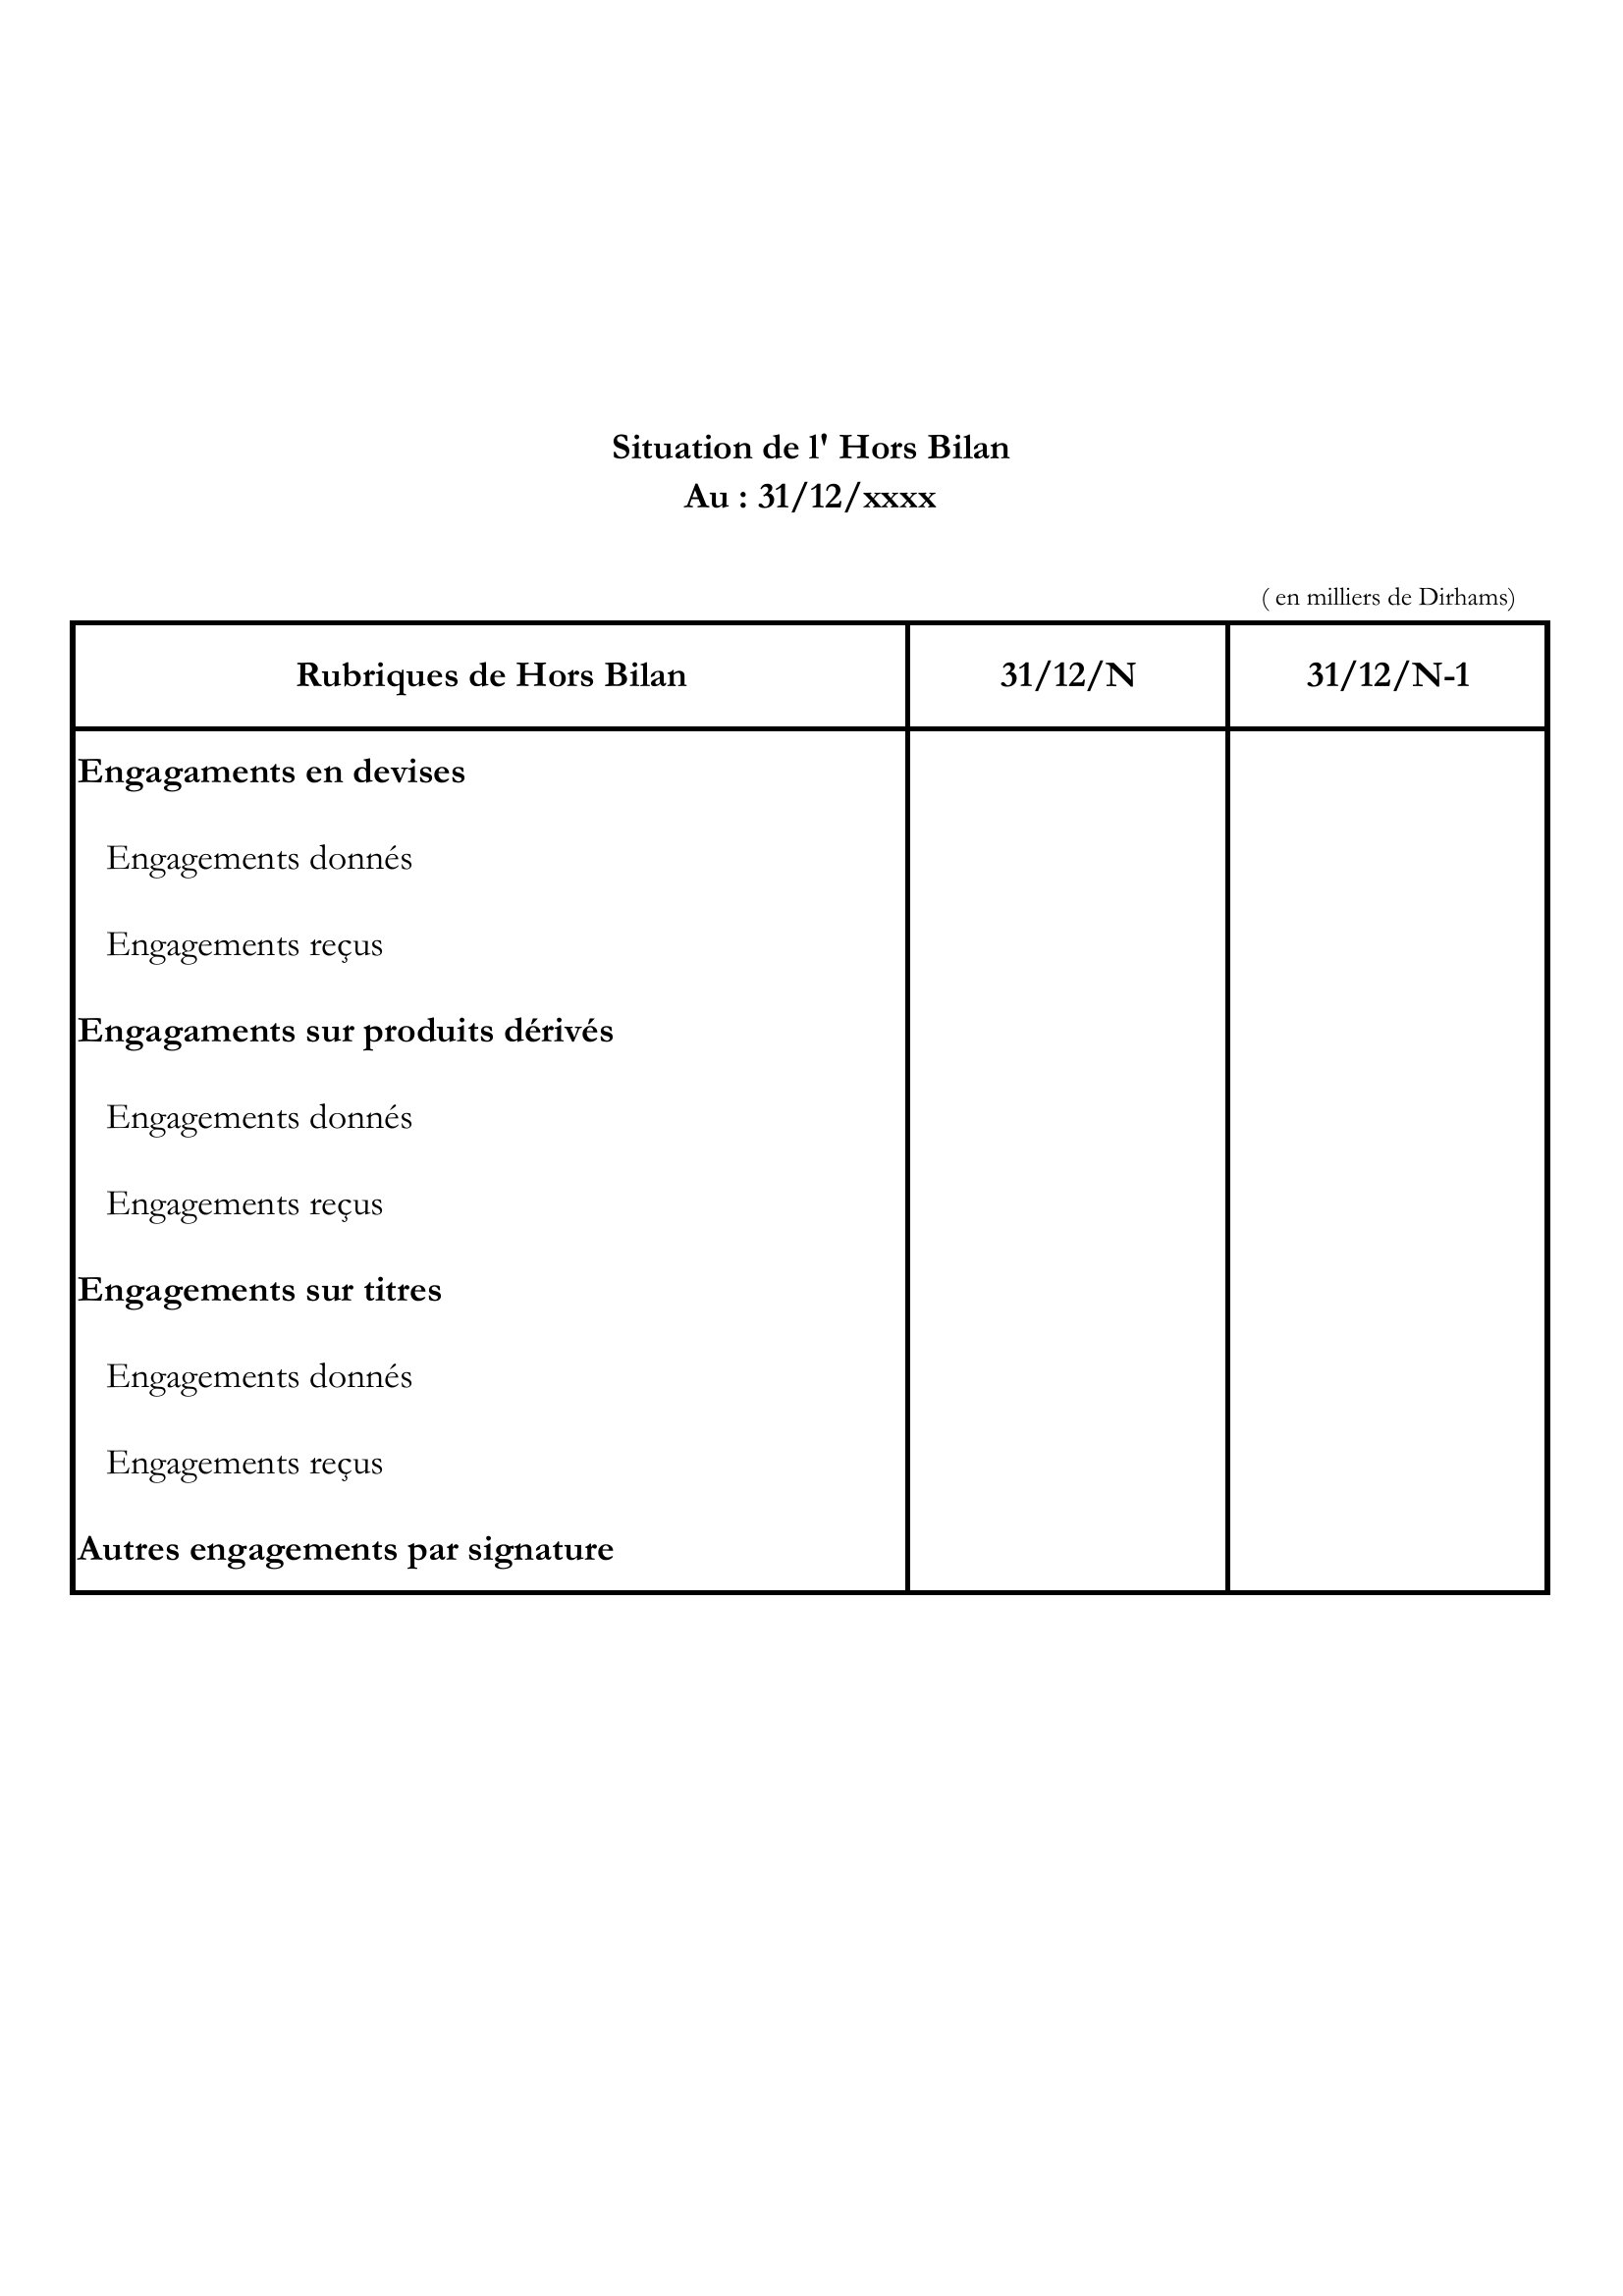 Situation de l' Hors Bilan
Au : 31/12/xxxx
( en milliers de Dirhams)
Rubriques de Hors Bilan 31/12/N 31/12/N-1
Engagaments en devises
Engagements donnés
Engagements reçus
Engagaments sur produits dérivés
Engagements donnés
Engagements reçus
Engagements sur titres
Engagements donnés
Engagements reçus
Autres engagements par signature